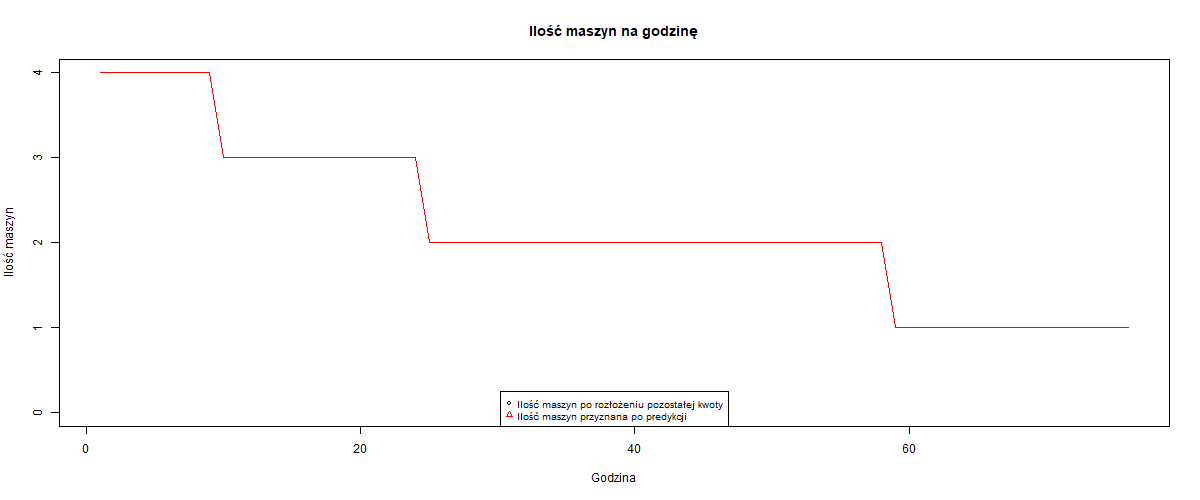 Ilość maszyn na godzinę
Ilość maszyn
4
3
2
1
0
Ilość maszyn po rozłożeniu pozostałej kwoty
Ilość maszyn przyznana po predykcji
0 20 40 60
Godzina